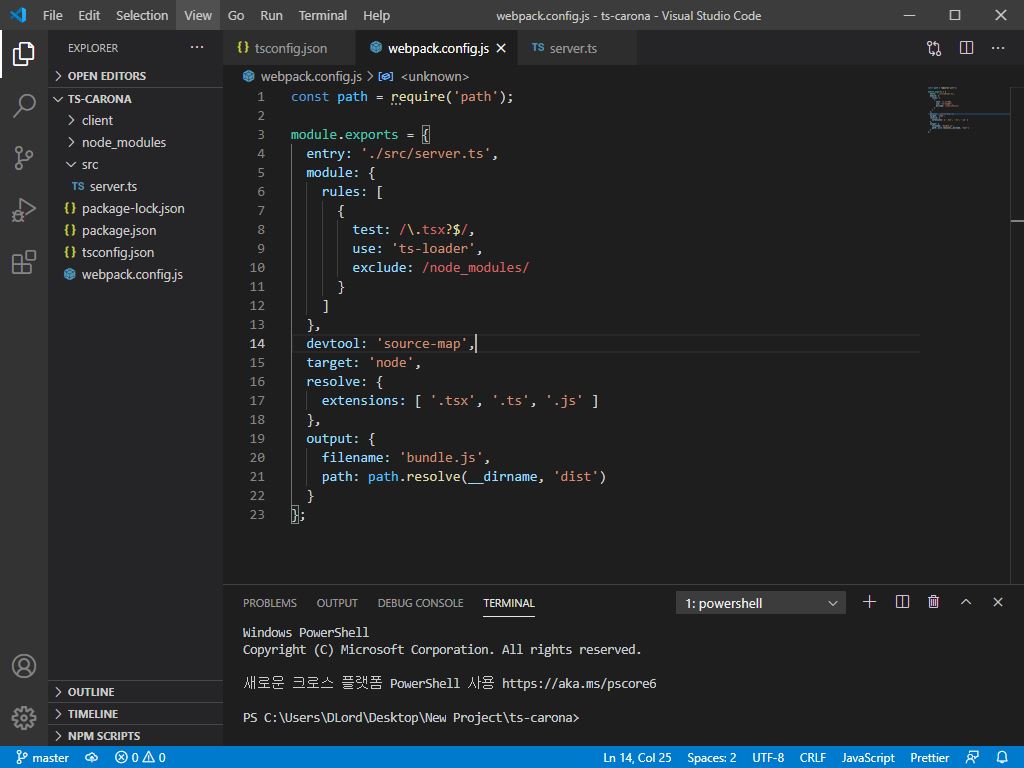 File Edit Selection View Go Run Terminal Help
webpack.config.js - ts-carona - Visual Studio Code
EXPLORER
OPEN EDITORS
TS-CARONA
client
node_modules
src
TS server.ts
{} package-lock.json
{} package.json
{} tsconfig.json
webpack.config.js
OUTLINE
TIMELINE
NPM SCRIPTS
{} tsconfig.json
webpack.config.js
TS server.ts
webpack.config.js > <unknown>
1 const path = require('path');
2
3 module.exports = {
4 entry: './src/server.ts',
5 module: {
6 rules: [
7 {
8 test: /\.tsx?$/,
9 use: 'ts-loader',
10 exclude: /node_modules/
11 }
12 ]
13 },
14 devtool: 'source-map',
15 target: 'node',
16 resolve: {
17 extensions: [ '.tsx', '.ts', '.js' ]
18 },
19 output: {
20 filename: 'bundle.js',
21 path: path.resolve(__dirname, 'dist')
22 }
23 };
PROBLEMS OUTPUT DEBUG CONSOLE TERMINAL
1: powershell
Windows PowerShell
Copyright (C) Microsoft Corporation. All rights reserved.
새로운 크로스 플랫폼 PowerShell 사용 https://aka.ms/pscore6
PS C:\Users\DLord\Desktop\New Project\ts-carona>
master 0 0 Ln 14, Col 25 Spaces: 2 UTF-8 CRLF JavaScript Prettier